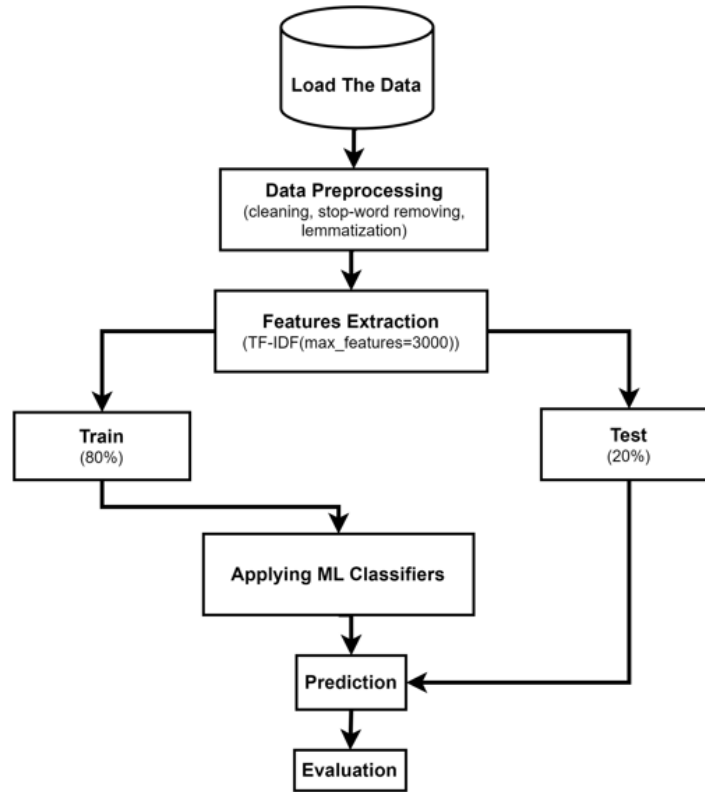 Load The Data
Data Preprocessing
(cleaning, stop-word removing,
lemmatization)
Features Extraction
(TF-IDF(max_features=3000))
Train
(80%)
Test
(20%)
Applying ML Classifiers
Prediction
Evaluation